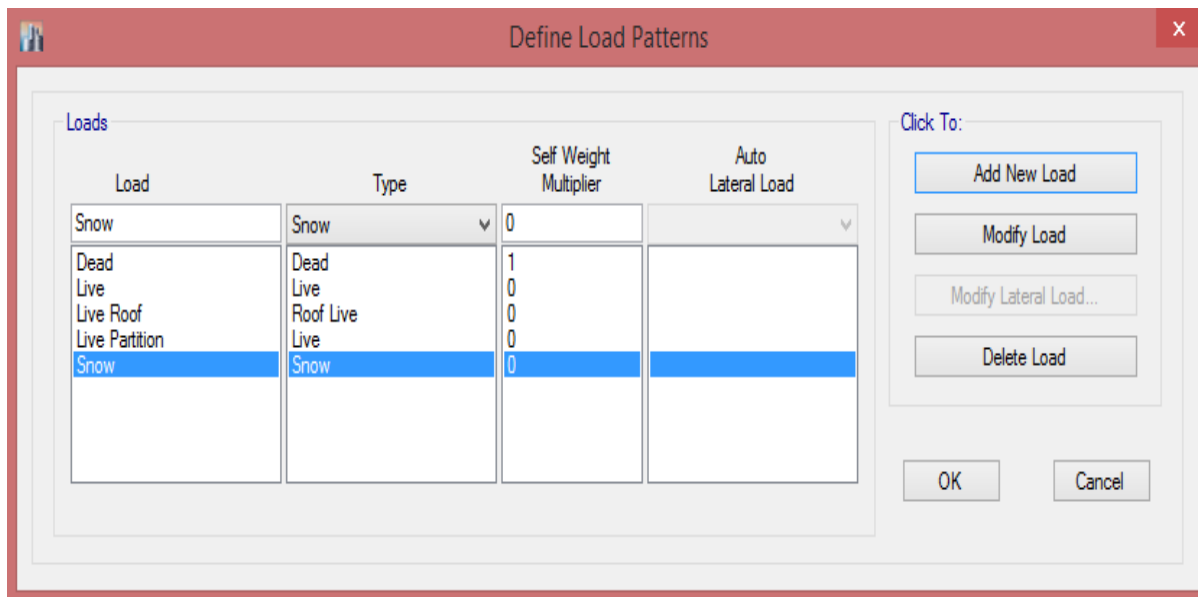 Define Load Patterns
x
Loads
Click To:
Load Type Self Weight Multiplier Auto Lateral Load
Snow Snow 0
Dead Dead 1
Live Live 0
Live Roof Roof Live 0
Live Partition Live 0
Snow Snow 0
Add New Load
Modify Load
Modify Lateral Load...
Delete Load
OK Cancel